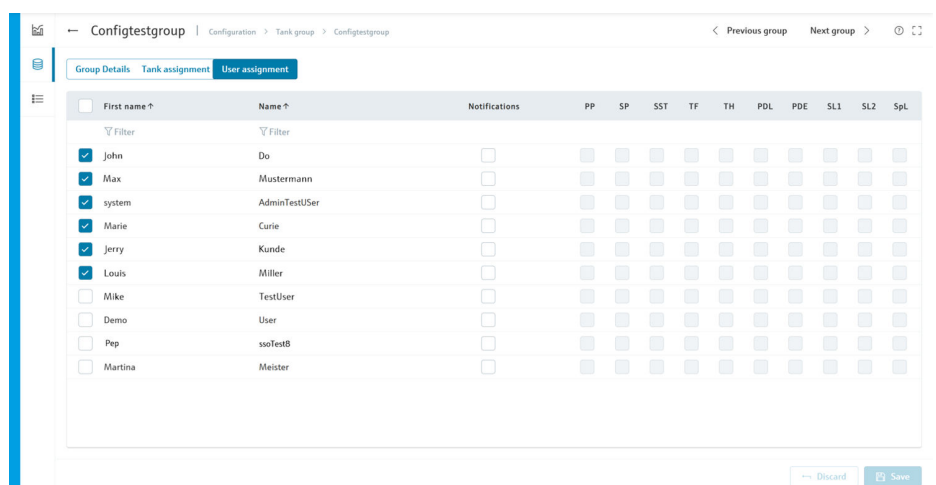 Configtestgroup | Configuration > Tank group > Configtestgroup < Previous group Next group >
Group Details Tank assignment User assignment
First name ↑ Name ↑ Notifications PP SP SST TF TH PDL PDE SL1 SL2 SpL
Filter Filter
John Do
Max Mustermann
system AdminTestUSer
Marie Curie
Jerry Kunde
Louis Miller
Mike TestUser
Demo User
Pep ssoTest8
Martina Meister
Discard Save